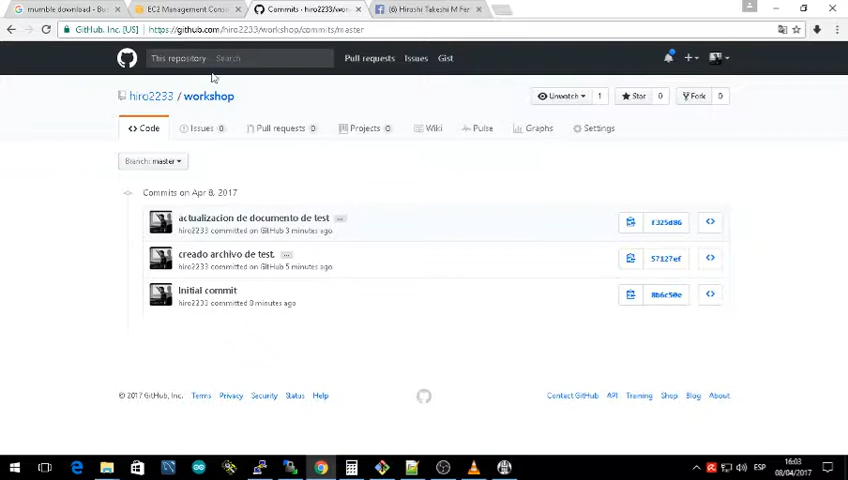 mumble download - Bu
EC2 Management Conso
Commits · hiro2233/wor
(6) Hiroshi Takeshi M Fer
GitHub, Inc. [US]
https://github.com/hiro2233/workshop/commits/master
This repository
Search
Pull requests
Issues
Gist
hiro2233 / workshop
Unwatch
1
Star
0
Fork
0
Code
Issues 0
Pull requests 0
Projects 0
Wiki
Pulse
Graphs
Settings
Branch: master
Commits on Apr 8, 2017
actualizacion de documento de test ...
f325d86
hiro2233 committed on GitHub 3 minutes ago
creado archivo de test. ...
57127ef
hiro2233 committed on GitHub 5 minutes ago
Initial commit
8b6c50e
hiro2233 committed 8 minutes ago
© 2017 GitHub, Inc.
Terms
Privacy
Security
Status
Help
Contact GitHub
API
Training
Shop
Blog
About
ESP
16:03
08/04/2017